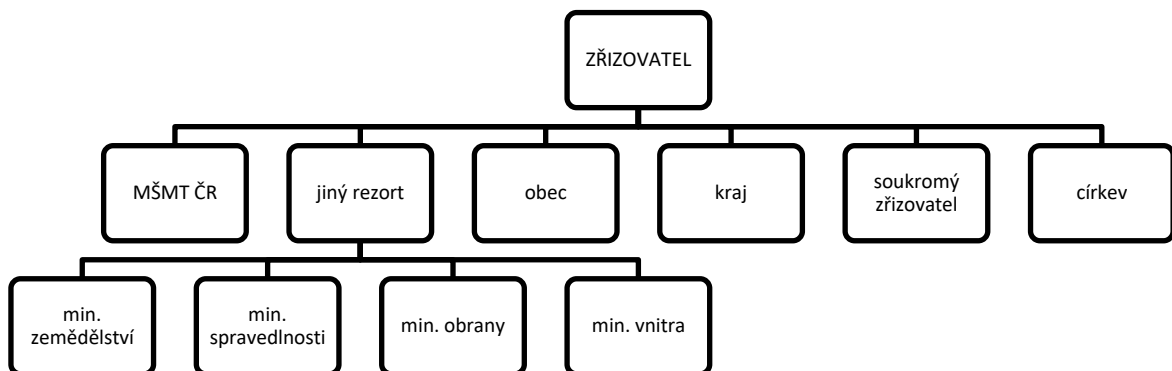 ZŘIZOVATEL
MŠMT ČR
jiný rezort
obec
kraj
soukromý
zřizovatel
církev
min.
zemědělství
min.
spravedlnosti
min. obrany
min. vnitra